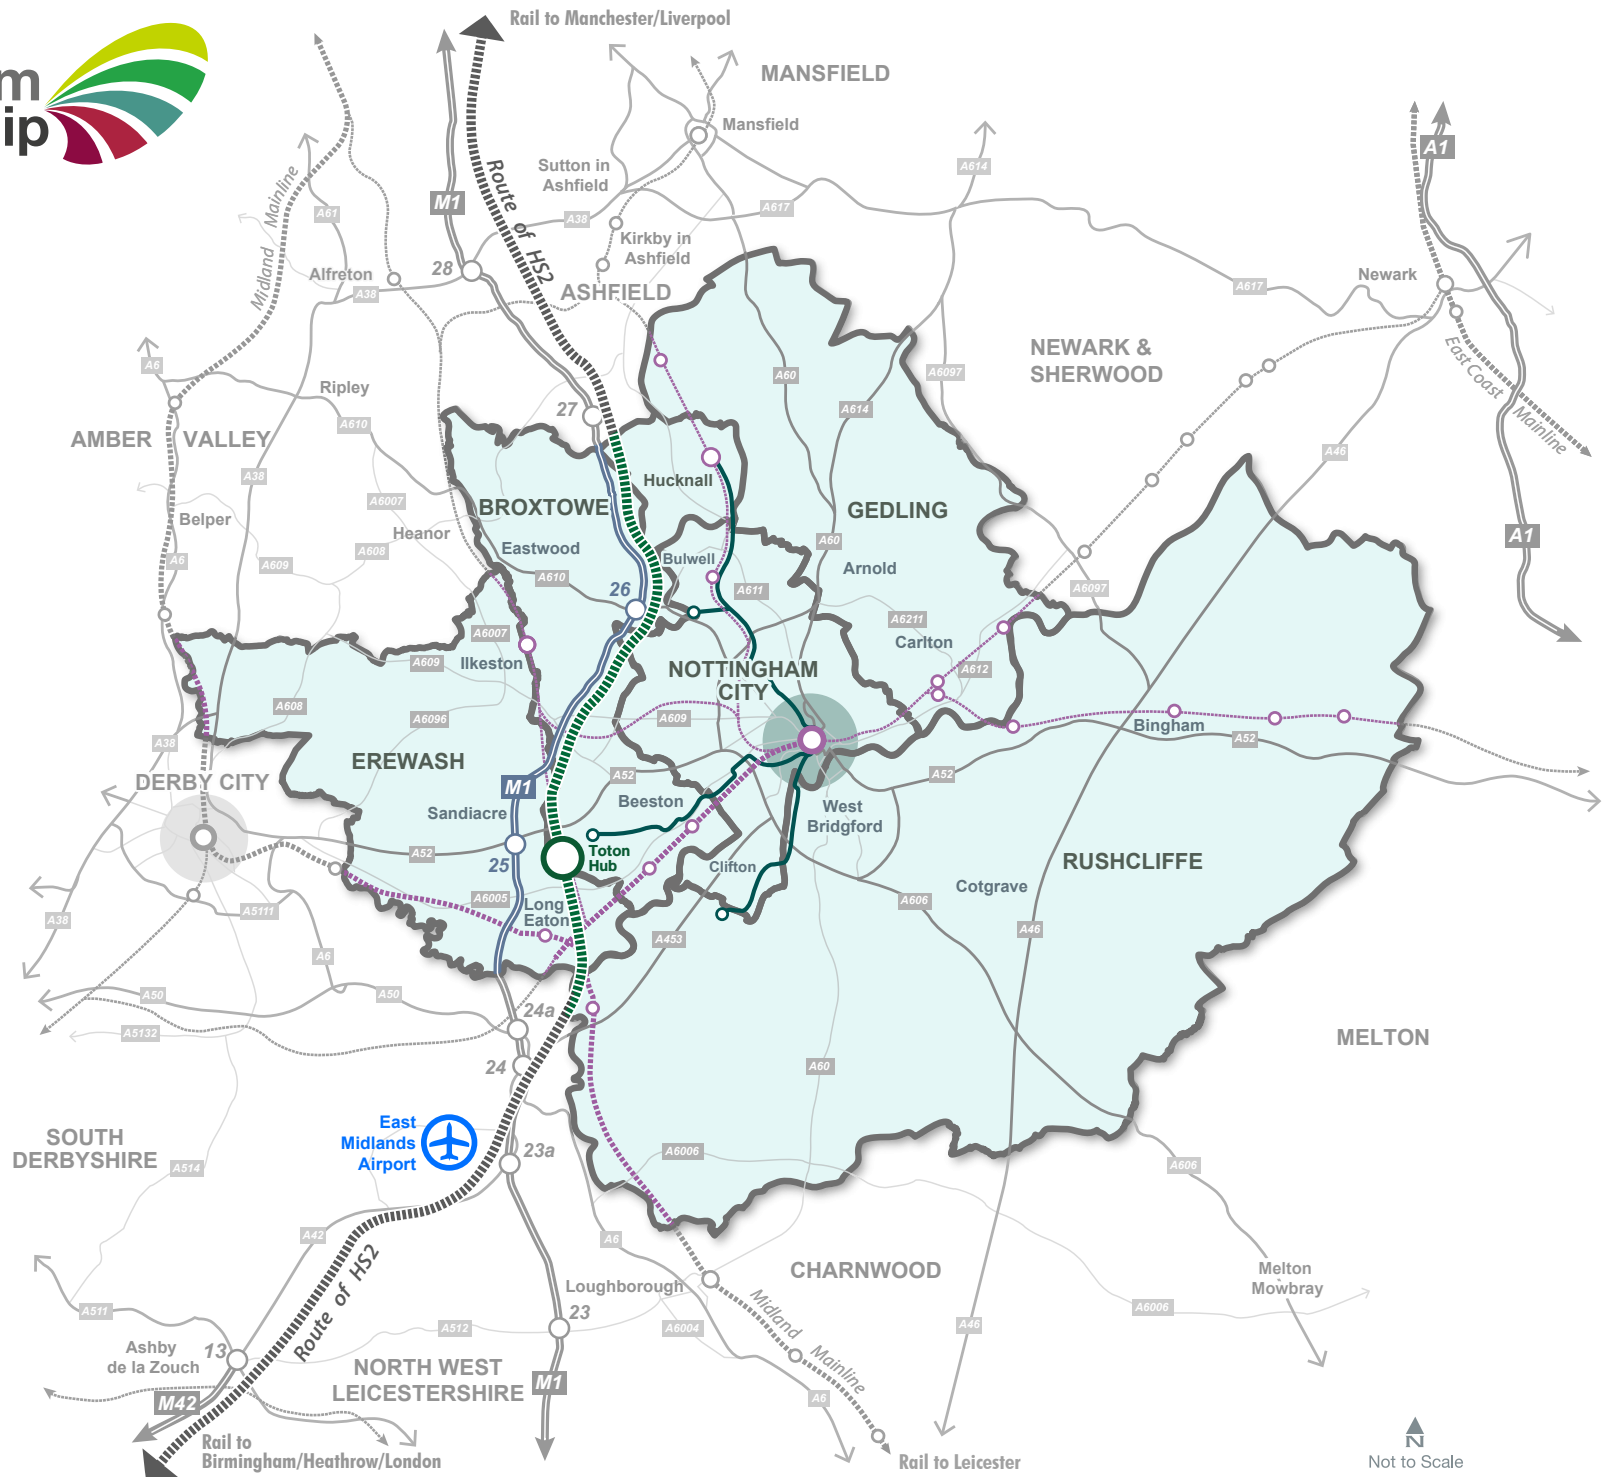 m
ip
Rail to Manchester/Liverpool
MANSFIELD
Mansfield
A1
A614
Sutton in
Ashfield
Route of HS2
Midland Mainline
M1
A61
A38
A617
Kirkby in
Ashfield
28
Alfreton
A38
ASHFIELD
Newark
A617
NEWARK &
SHERWOOD
East Coast Mainline
A6
Ripley
A60
A6097
A614
27
A610
AMBER VALLEY
A38
A46
Hucknall
BROXTOWE
GEDLING
A6007
Belper
Heanor
A608
Eastwood
A60
A1
Bulwell
Arnold
A6
A609
A610
26
A611
A6097
A6211
A6007
Carlton
Ilkeston
A609
NOTTINGHAM
CITY
A612
A608
A6096
A609
Bingham
A52
A38
EREWASH
DERBY CITY
M1
A52
A52
Sandiacre
Beeston
West
Bridgford
25
A52
Toton
Hub
Clifton
RUSHCLIFFE
Cotgrave
A6005
Long
Eaton
A606
A38
A5111
A46
A453
A6
A50
A50
24a
A5132
MELTON
24
A60
East
Midlands
Airport
SOUTH
DERBYSHIRE
A514
23a
A6006
A606
A42
A6
Route of HS2
CHARNWOOD
Melton
Mowbray
Loughborough
A511
A512
23
A6004
Midland Mainline
A6006
A46
Ashby
de la Zouch
13
NORTH WEST
LEICESTERSHIRE
M1
M42
A6
Rail to
Birmingham/Heathrow/London
Rail to Leicester
N
Not to Scale